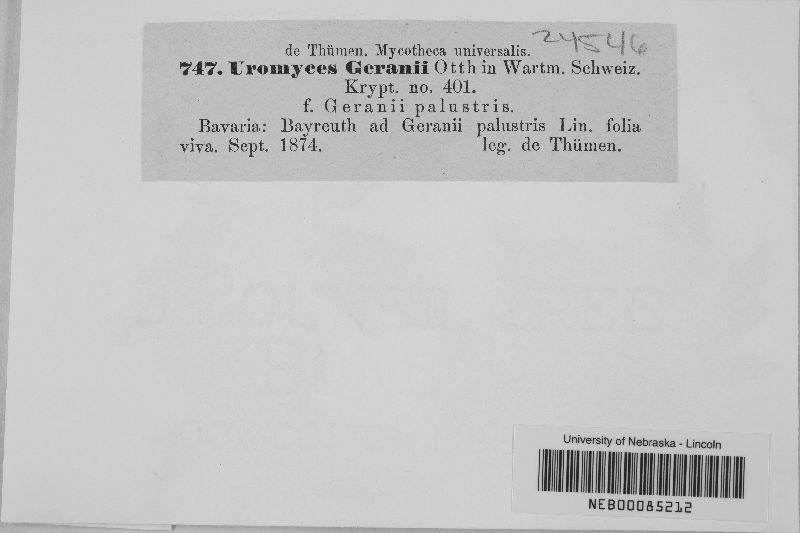 24546
de Thümen. Mycotheca universalis.
747. Uromyces Geranii Otth in Wartm. Schweiz.
Krypt. no. 401.
f. Geranii palustris.
Bavaria: Bayreuth ad Geranii palustris Lin. folia
viva. Sept. 1874. leg. de Thümen.
University of Nebraska - Lincoln
NEB00085212